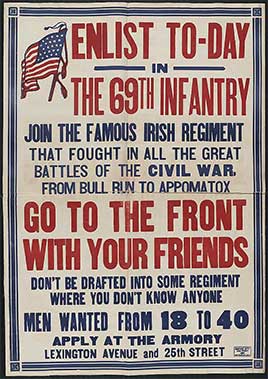 ENLIST TO-DAY
IN
THE 69TH INFANTRY
JOIN THE FAMOUS IRISH REGIMENT
THAT FOUGHT IN ALL THE GREAT
BATTLES OF THE CIVIL WAR,
FROM BULL RUN TO APPOMATOX
GO TO THE FRONT
WITH YOUR FRIENDS
DON'T BE DRAFTED INTO SOME REGIMENT
WHERE YOU DON'T KNOW ANYONE
MEN WANTED FROM 18 TO 40
APPLY AT THE ARMORY
LEXINGTON AVENUE and 25th STREET